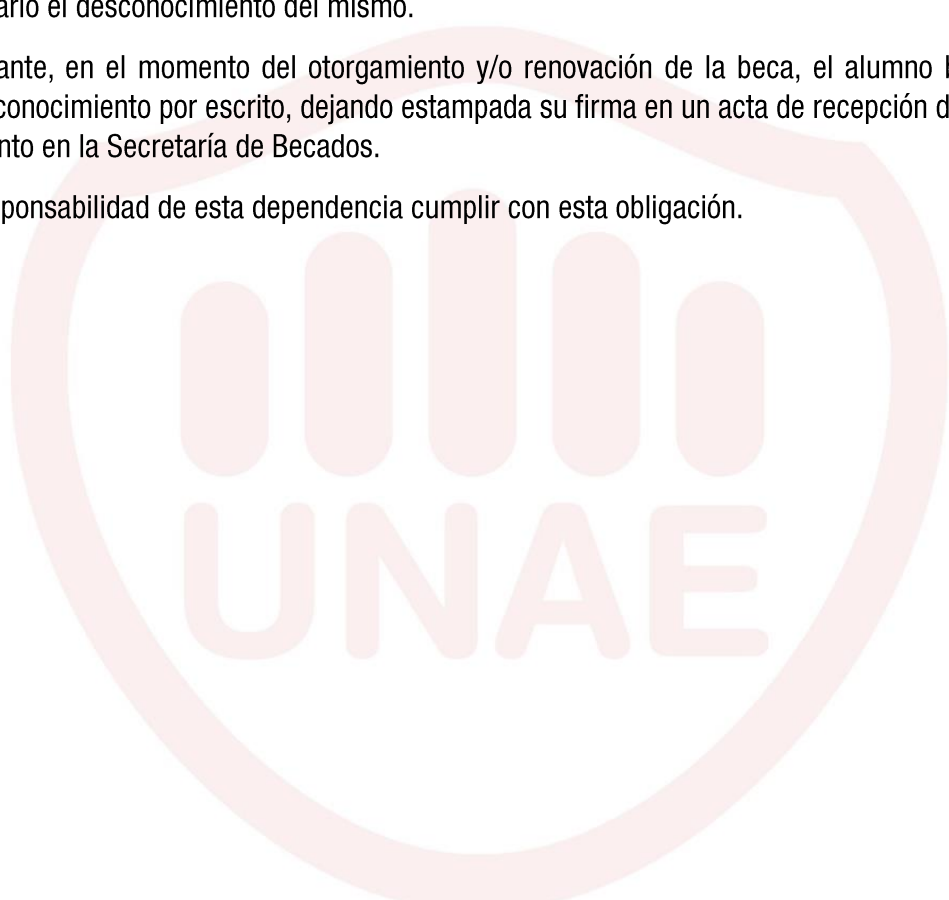 ario el desconocimiento del mismo.
ante, en el momento del otorgamiento y/o renovación de la beca, el alumno
conocimiento por escrito, dejando estampada su firma en un acta de recepción d
nto en la Secretaría de Becados.
ponsabilidad de esta dependencia cumplir con esta obligación.
UNAE